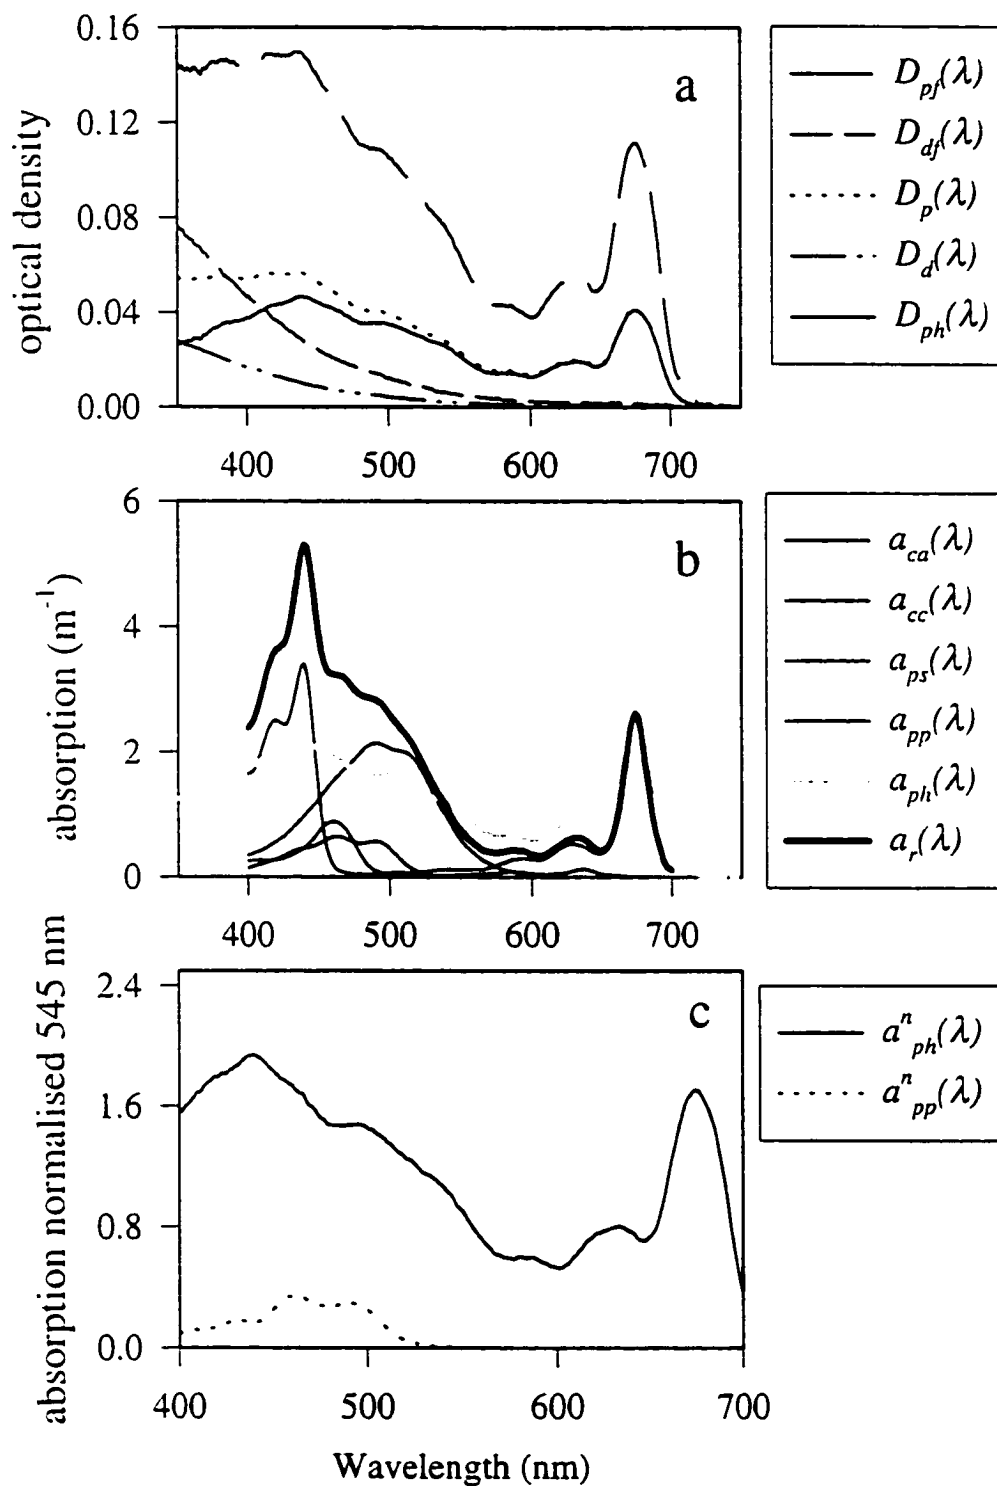 0.16
0.12
0.08
0.04
0.00
optical density
a
400 500 600 700
D_pf(λ)
D_df(λ)
D_p(λ)
D_d(λ)
D_ph(λ)
6
4
2
0
absorption (m⁻¹)
b
400 500 600 700
a_ca(λ)
a_cc(λ)
a_ps(λ)
a_pp(λ)
a_ph(λ)
a_r(λ)
2.4
1.6
0.8
0.0
absorption normalised 545 nm
c
400 500 600 700
Wavelength (nm)
aⁿ_ph(λ)
aⁿ_pp(λ)